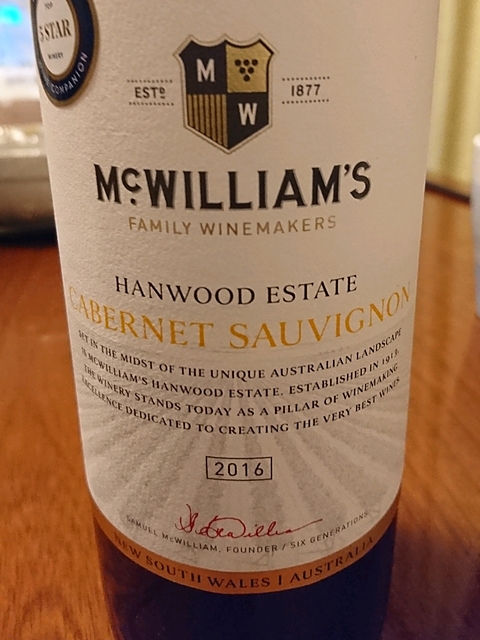 TOP
5 STAR
WINERY
COMPANION
M
W
ESTD 1877
McWILLIAM'S
FAMILY WINEMAKERS
HANWOOD ESTATE
CABERNET SAUVIGNON
SET IN THE MIDST OF THE UNIQUE AUSTRALIAN LANDSCAPE
IS McWILLIAM'S HANWOOD ESTATE. ESTABLISHED IN 1913,
THE WINERY STANDS TODAY AS A PILLAR OF WINEMAKING
EXCELLENCE DEDICATED TO CREATING THE VERY BEST WINES.
2016
SAMUEL McWILLIAM, FOUNDER / SIX GENERATIONS
NEW SOUTH WALES | AUSTRALIA